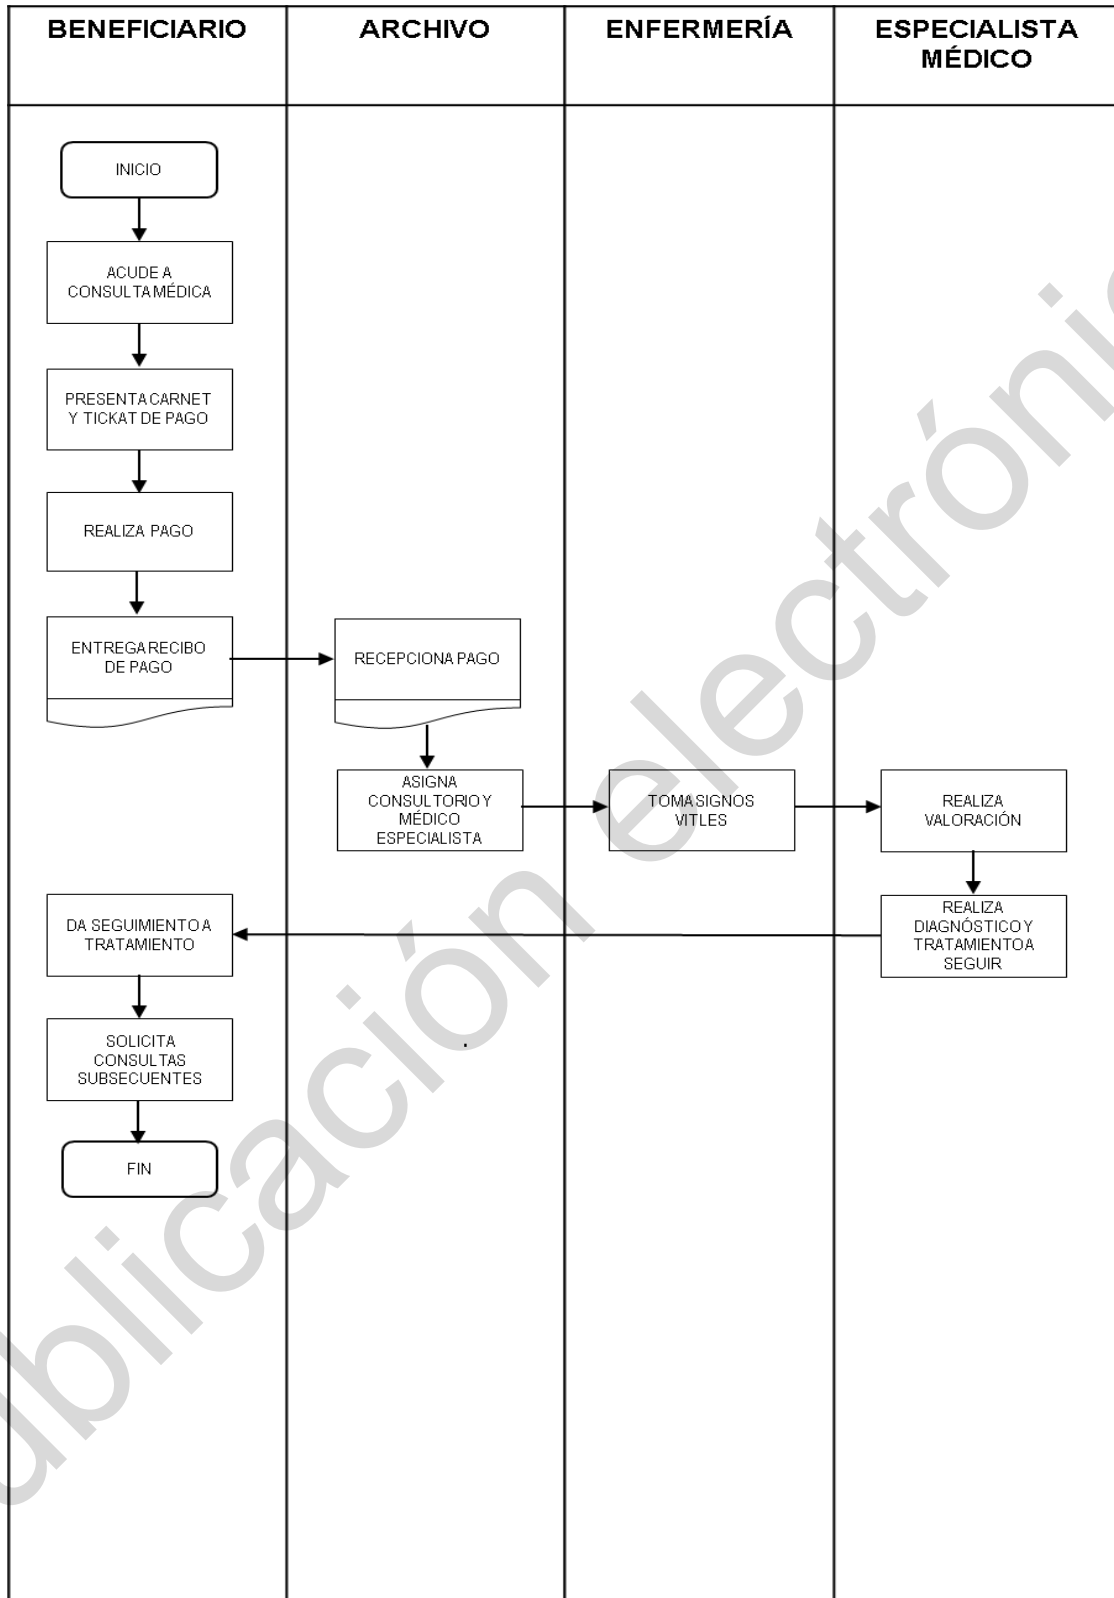 BENEFICIARIO
ARCHIVO
ENFERMERÍA
ESPECIALISTA
MÉDICO
INICIO
ACUDE A
CONSULTA MÉDICA
PRESENTA CARNET
Y TICKAT DE PAGO
REALIZA PAGO
ENTREGA RECIBO
DE PAGO
RECEPCIONA PAGO
ASIGNA
CONSULTORIO Y
MÉDICO
ESPECIALISTA
TOMA SIGNOS
VITLES
REALIZA
VALORACIÓN
REALIZA
DIAGNÓSTICO Y
TRATAMIENTO A
SEGUIR
DA SEGUIMIENTO A
TRATAMIENTO
SOLICITA
CONSULTAS
SUBSECUENTES
FIN
ublicación electrónic